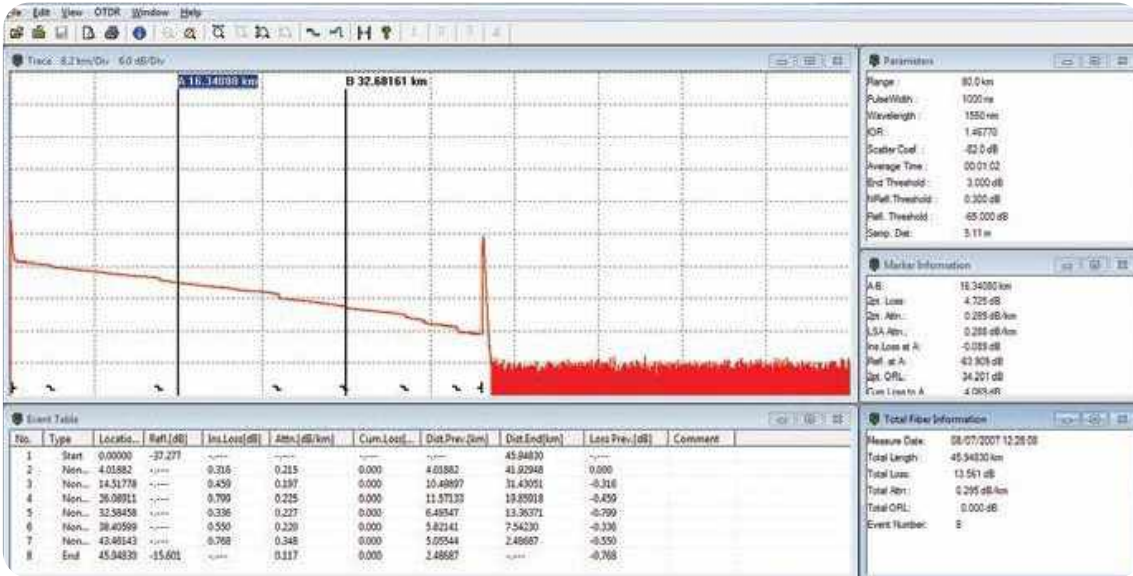 Edit View OTDR Window Help
Trace 8.2 km/Div 6.0 dB/Div
A 16.34080 km
B 32.68161 km
Parameters
Range : 80.0 km
PulseWidth : 1000 ns
Wavelength : 1550 nm
IOR : 1.46770
Scatter Coef. : -82.0 dB
Average Time : 00:01:02
End Threshold : 3.000 dB
NRefl. Threshold : 0.300 dB
Refl. Threshold : -65.000 dB
Samp. Dist: 5.11 m
Marker Information
A-B: 16.34080 km
2pt. Loss: 4.725 dB
2pt. Attn.: 0.285 dB/km
LSA Attn.:
Ins.Loss at A: -0.089 dB
Refl. at A:
2pt. ORL: 34.201 dB
Cum.Loss to A
Event Table
No. Type Locatio... Refl.[dB] Ins.Loss[dB] Attn.[dB/km] Cum.Loss[... Dist.Prev.[km] Dist.End[km] Loss Prev.[dB] Comment
1 Start 0.00000 -37.277 -.--- -.--- -.--- -.--- 45.94830 -.---
2 Non... 4.01882 -.--- 0.316 0.215 0.000 4.01882 41.92948 0.000
3 Non... 14.51778 -.--- 0.459 0.197 0.000 10.49897 31.43051 -0.316
4 Non... 26.08911 -.--- 0.799 0.225 0.000 11.57133 19.85918 -0.459
5 Non... 32.58458 -.--- 0.336 0.227 0.000 6.49547 13.36371 -0.799
6 Non... 38.40599 -.--- 0.550 0.220 0.000 5.82141 7.54230 -0.336
7 Non... 43.46143 -.--- 0.768 0.348 0.000 5.05544 2.48687 -0.550
8 End 45.94830 -15.601 -.--- 0.117 0.000 2.48687 -.--- -0.768
Total Fiber Information
Measure Date: 08/07/2007 12:28:08
Total Length: 45.94830 km
Total Loss: 13.561 dB
Total Attn: 0.295 dB/km
Total ORL: 0.000 dB
Event Number: 8